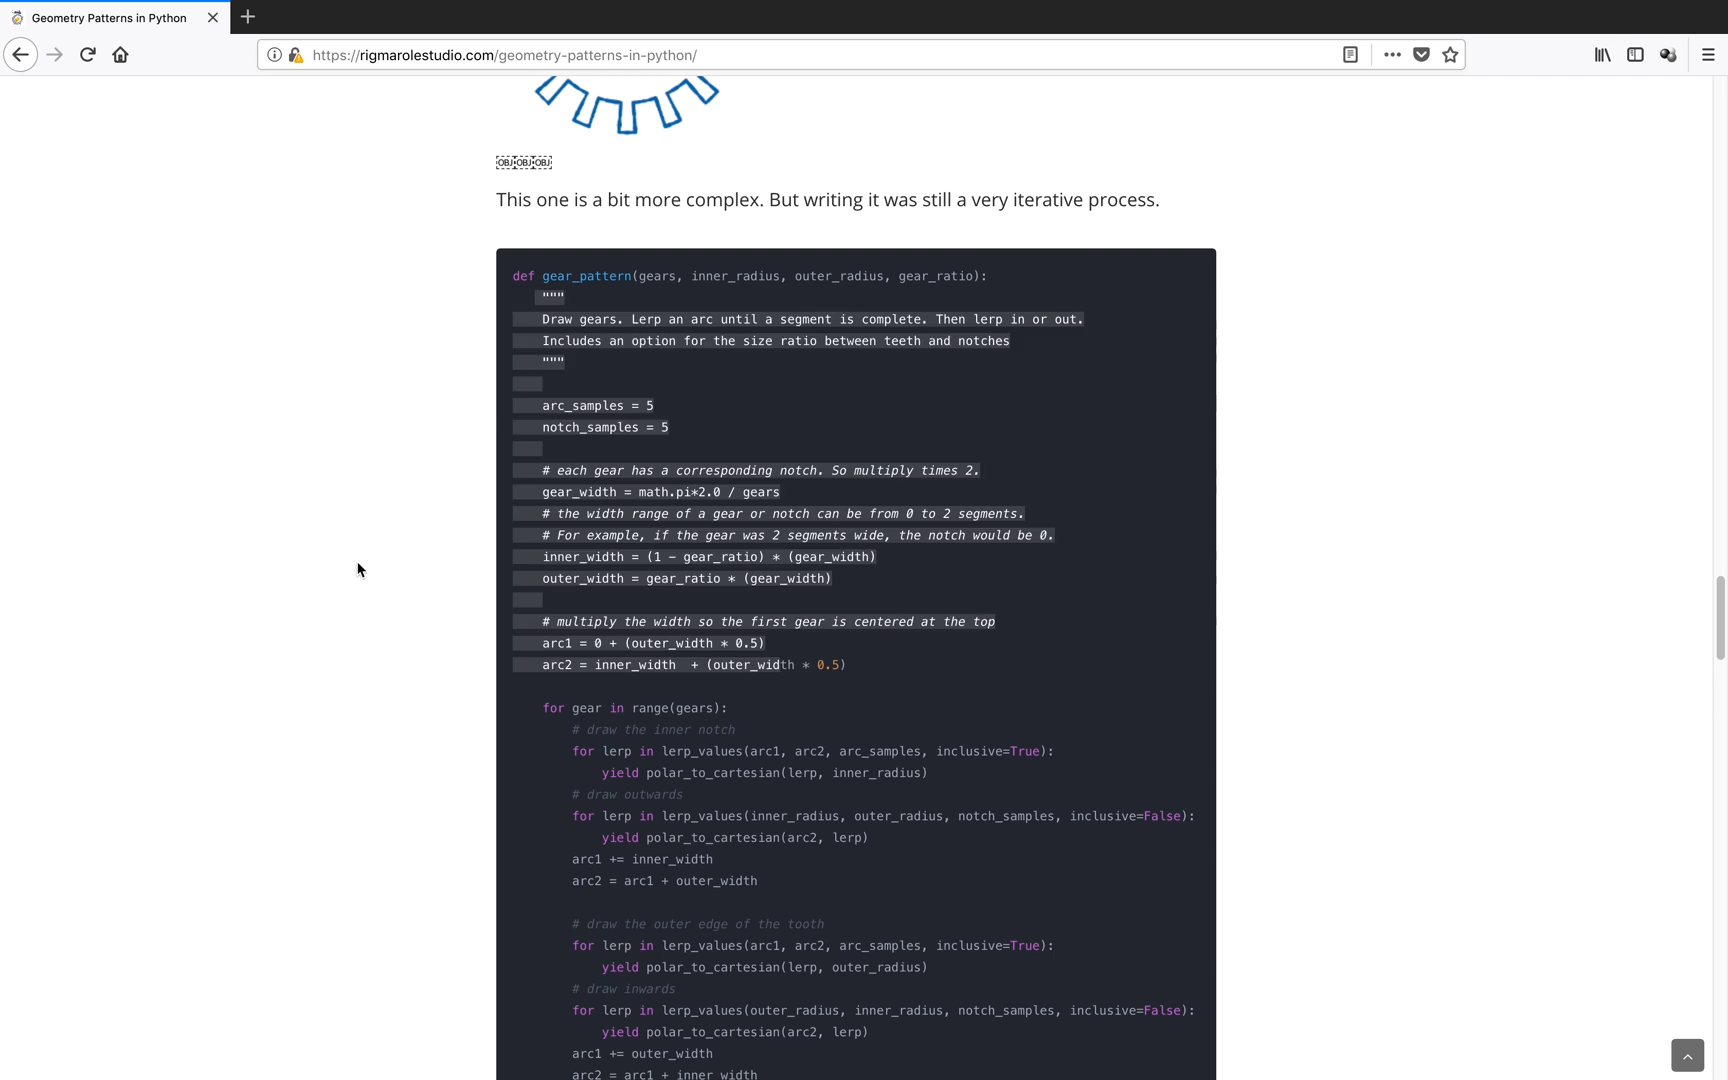 Geometry Patterns in Python
https://rigmarolestudio.com/geometry-patterns-in-python/
OBJ OBJ OBJ
This one is a bit more complex. But writing it was still a very iterative process.
def gear_pattern(gears, inner_radius, outer_radius, gear_ratio):
    """
    Draw gears. Lerp an arc until a segment is complete. Then lerp in or out.
    Includes an option for the size ratio between teeth and notches
    """
    arc_samples = 5
    notch_samples = 5
    # each gear has a corresponding notch. So multiply times 2.
    gear_width = math.pi*2.0 / gears
    # the width range of a gear or notch can be from 0 to 2 segments.
    # For example, if the gear was 2 segments wide, the notch would be 0.
    inner_width = (1 - gear_ratio) * (gear_width)
    outer_width = gear_ratio * (gear_width)
    # multiply the width so the first gear is centered at the top
    arc1 = 0 + (outer_width * 0.5)
    arc2 = inner_width  + (outer_width * 0.5)
    for gear in range(gears):
        # draw the inner notch
        for lerp in lerp_values(arc1, arc2, arc_samples, inclusive=True):
            yield polar_to_cartesian(lerp, inner_radius)
        # draw outwards
        for lerp in lerp_values(inner_radius, outer_radius, notch_samples, inclusive=False):
            yield polar_to_cartesian(arc2, lerp)
        arc1 += inner_width
        arc2 = arc1 + outer_width
        # draw the outer edge of the tooth
        for lerp in lerp_values(arc1, arc2, arc_samples, inclusive=True):
            yield polar_to_cartesian(lerp, outer_radius)
        # draw inwards
        for lerp in lerp_values(outer_radius, inner_radius, notch_samples, inclusive=False):
            yield polar_to_cartesian(arc2, lerp)
        arc1 += outer_width
        arc2 = arc1 + inner_width